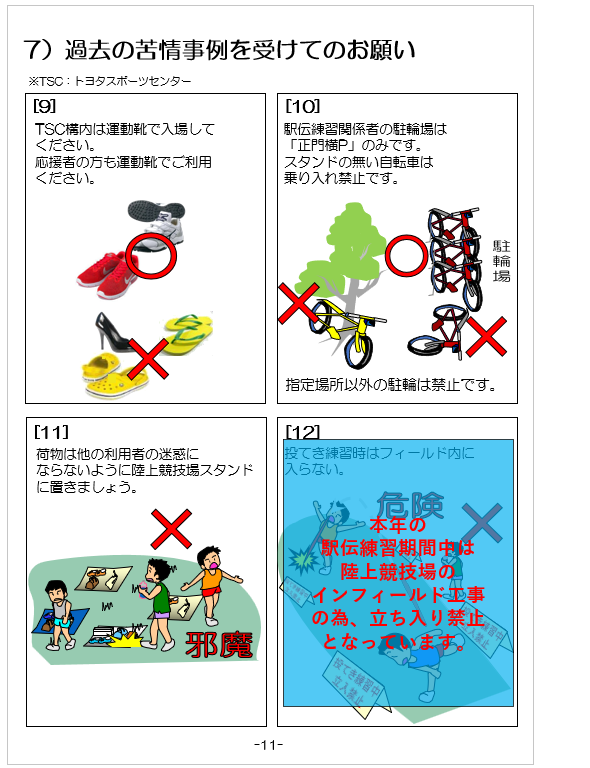 7）過去の苦情事例を受けてのお願い
※TSC：トヨタスポーツセンター
[9]
TSC構内は運動靴で入場して
ください。
応援者の方も運動靴でご利用
ください。
[10]
駅伝練習関係者の駐輪場は
「正門横P」のみです。
スタンドの無い自転車は
乗り入れ禁止です。
駐輪場
指定場所以外の駐輪は禁止です。
[11]
荷物は他の利用者の迷惑に
ならないように陸上競技場スタンド
に置きましょう。
邪魔
[12]
投てき練習時はフィールド内に
入らない。
危険
本年の
駅伝練習期間中は
陸上競技場の
インフィールド工事
の為、立ち入り禁止
となっています。
投てき練習中
立入禁止
-11-